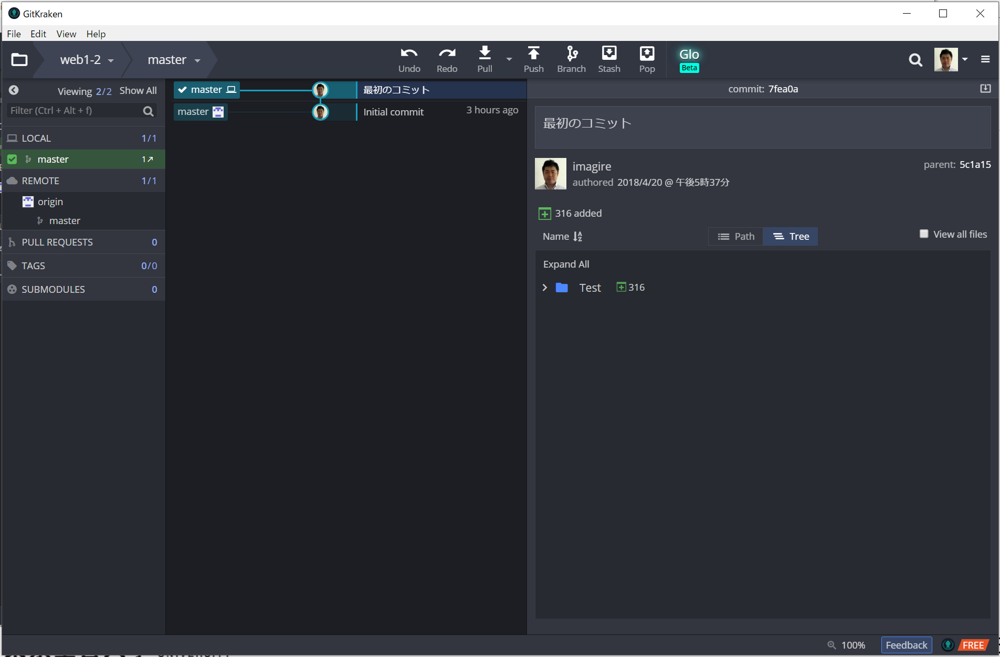 GitKraken
File Edit View Help
web1-2 master Undo Redo Pull Push Branch Stash Pop Glo
Beta
Viewing 2/2 Show All
Filter (Ctrl + Alt + f)
LOCAL 1/1
master 1↗
REMOTE 1/1
origin
master
PULL REQUESTS 0
TAGS 0/0
SUBMODULES 0
master 最初のコミット
master Initial commit 3 hours ago
commit: 7fea0a
最初のコミット
imagire parent: 5c1a15
authored 2018/4/20 @ 午後5時37分
316 added
Name Path Tree View all files
Expand All
Test 316
100% Feedback FREE